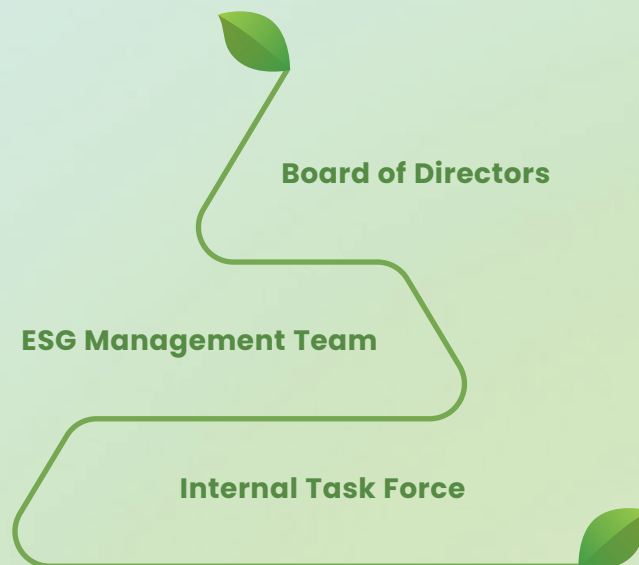 Board of Directors
ESG Management Team
Internal Task Force